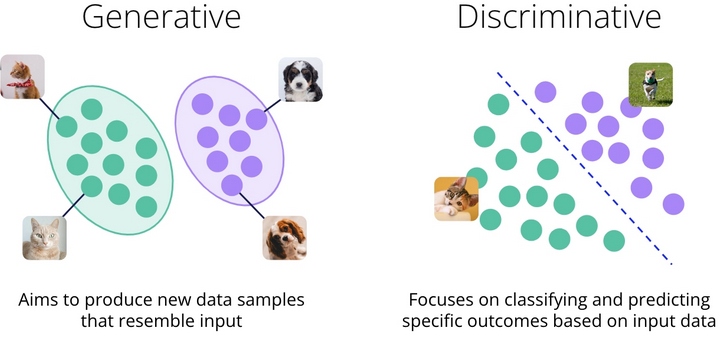 Generative
Aims to produce new data samples
that resemble input
Discriminative
Focuses on classifying and predicting
specific outcomes based on input data